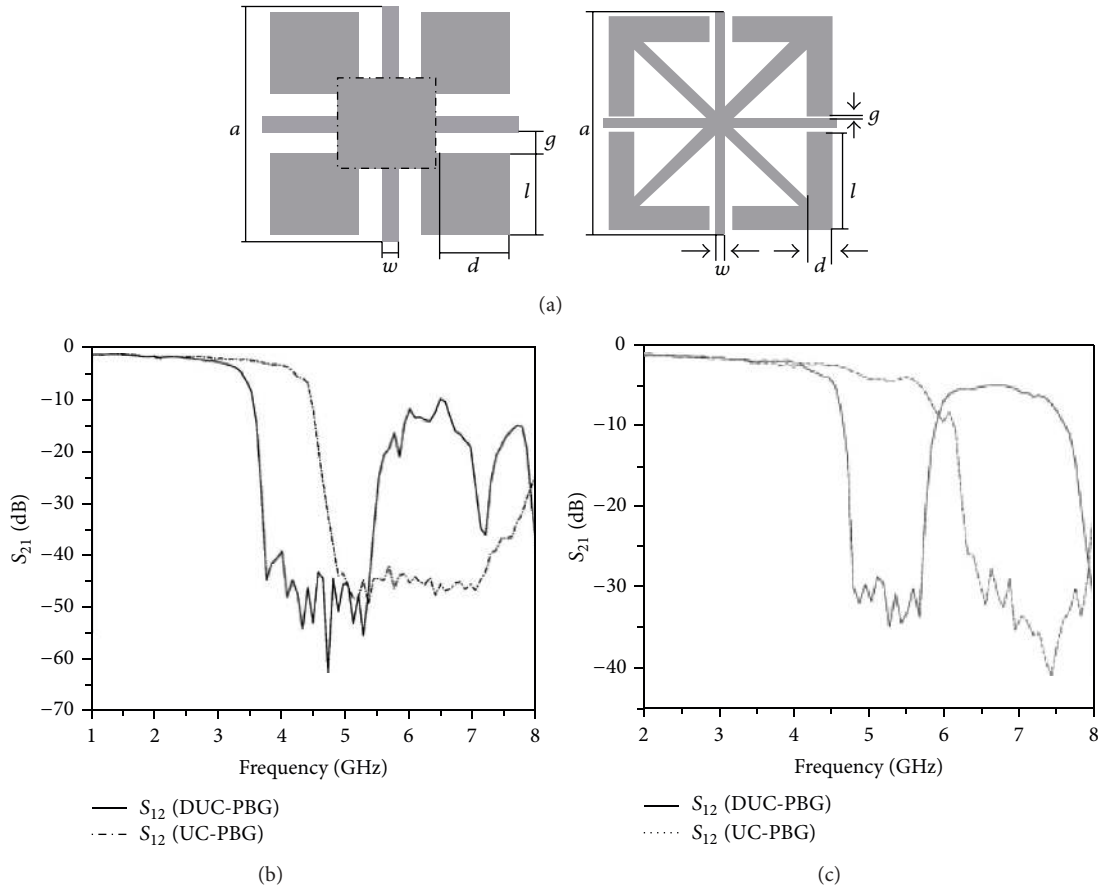 a
g
l
w
d
a
g
l
w
d
(a)
0
−10
−20
−30
−40
−50
−60
−70
S21 (dB)
1 2 3 4 5 6 7 8
Frequency (GHz)
S12 (DUC-PBG)
S12 (UC-PBG)
(b)
0
−10
−20
−30
−40
S21 (dB)
2 3 4 5 6 7 8
Frequency (GHz)
S12 (DUC-PBG)
S12 (UC-PBG)
(c)